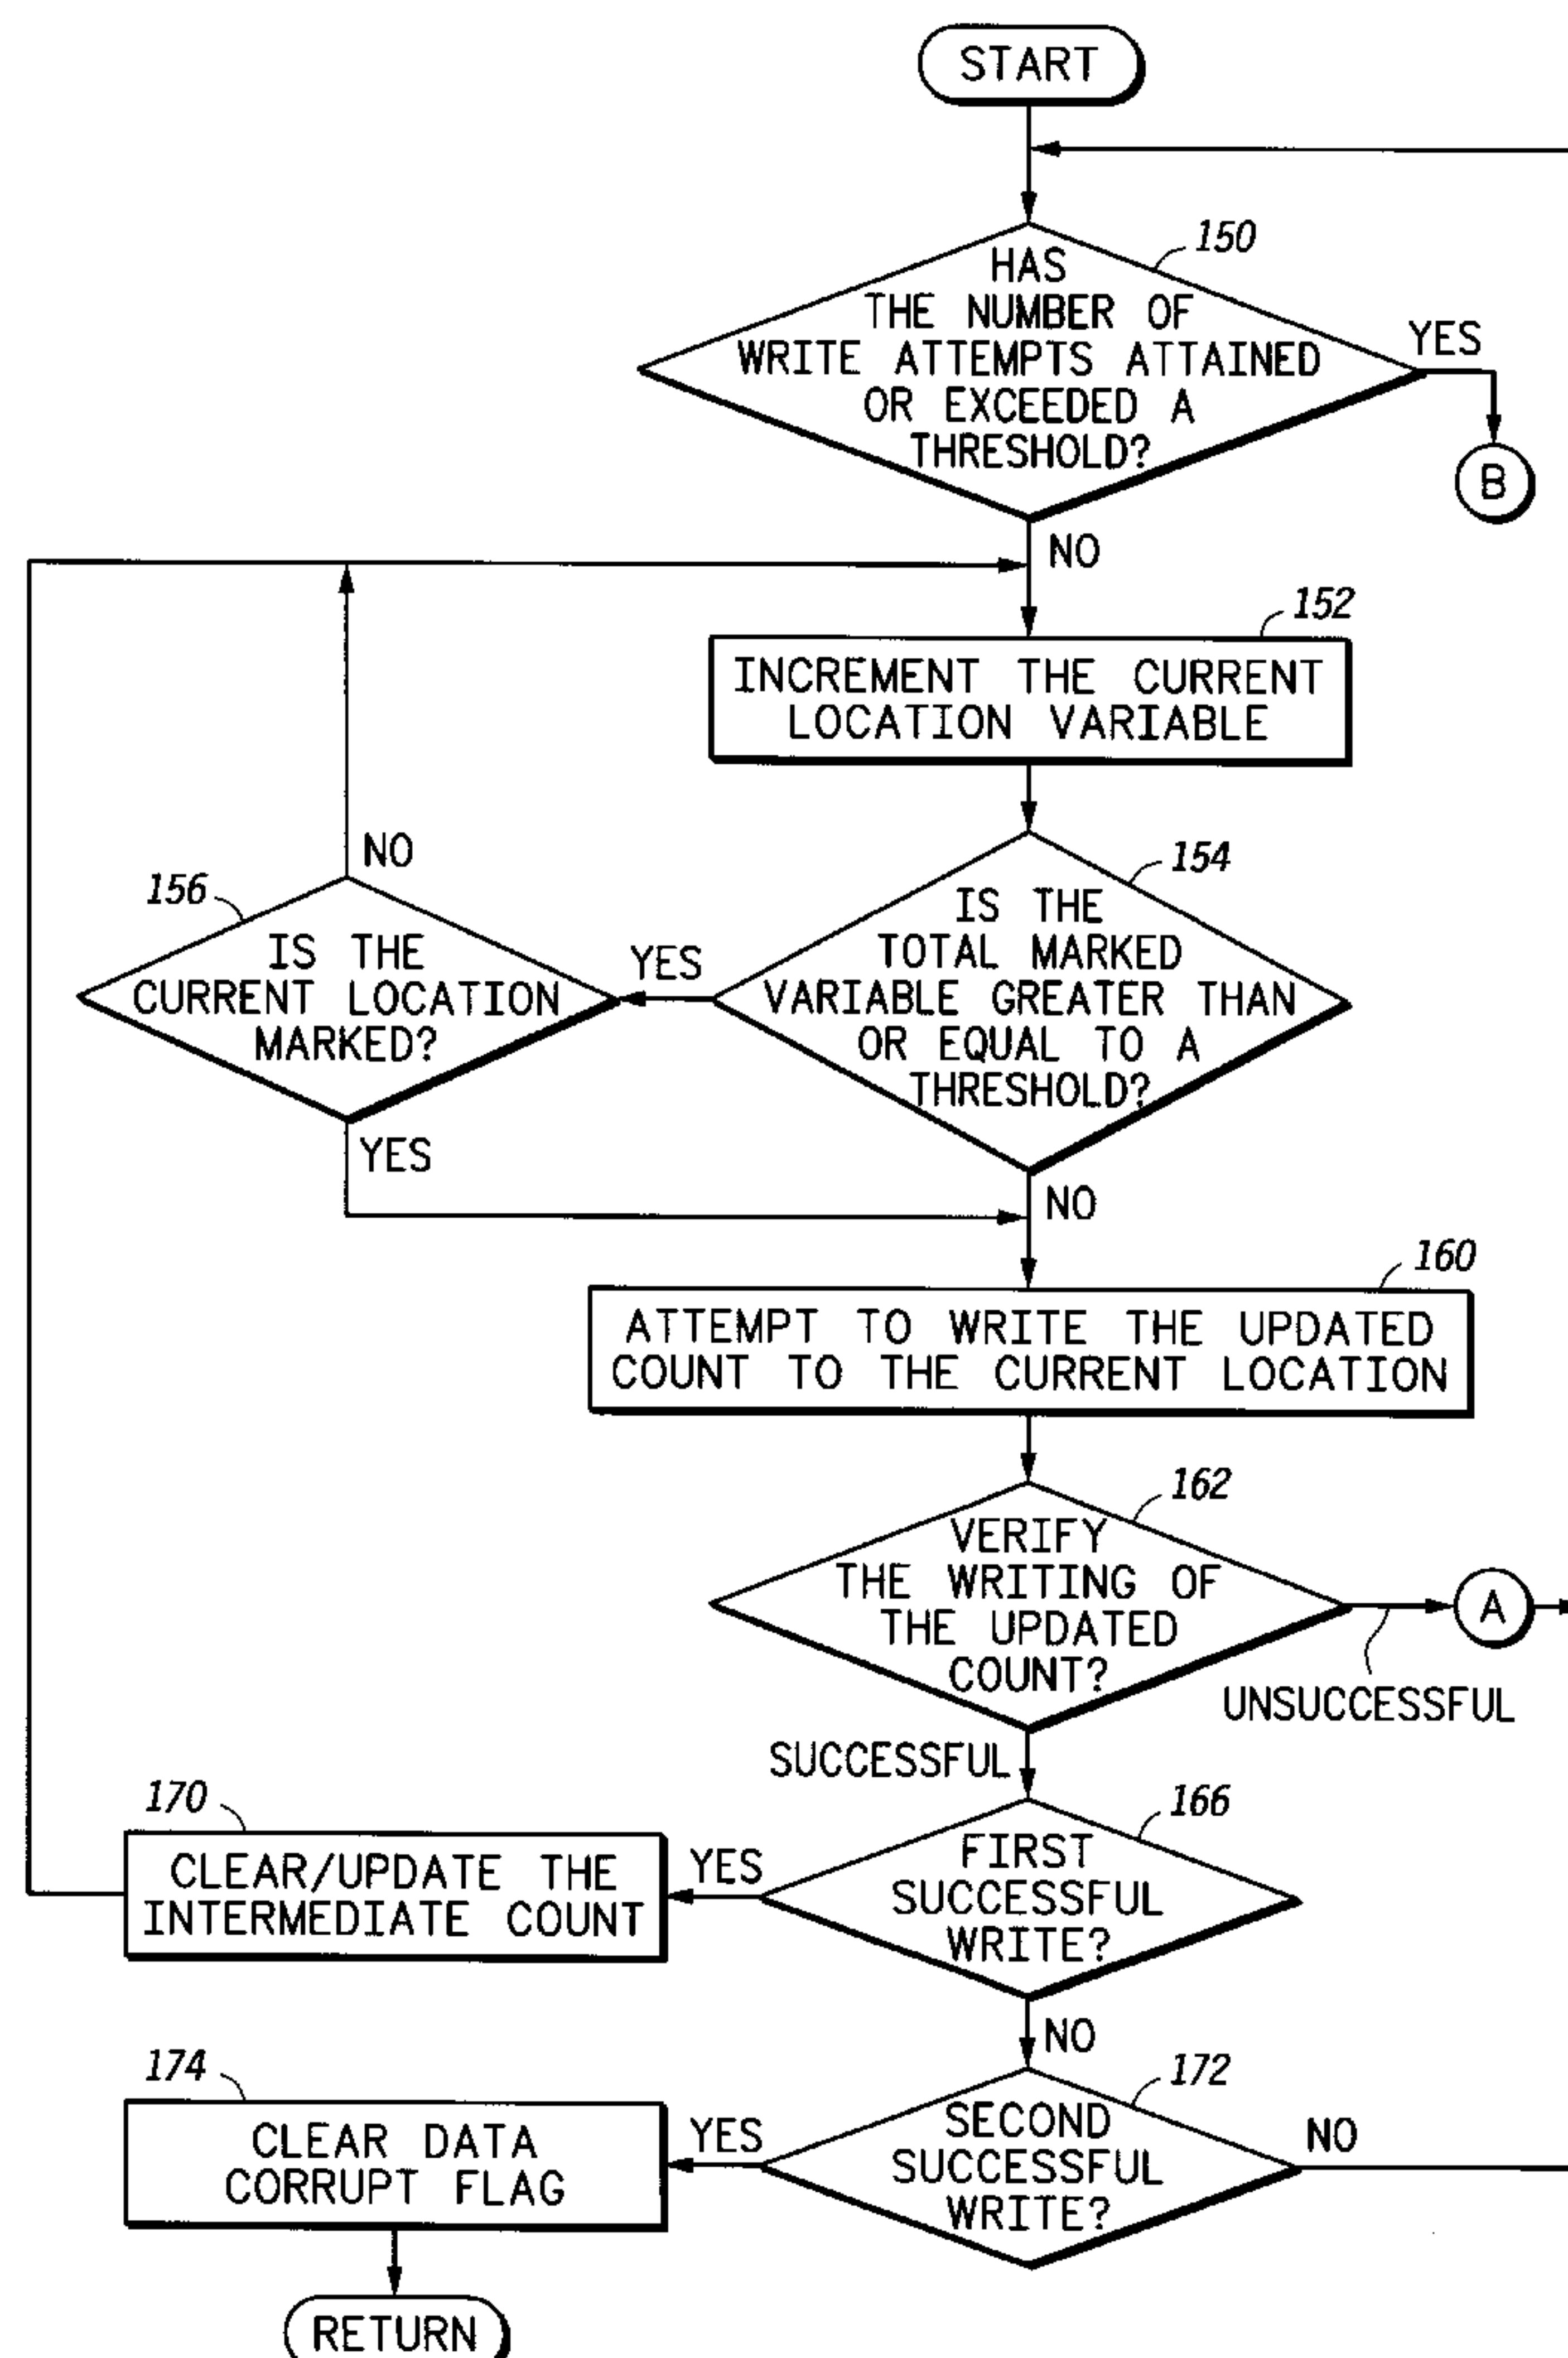 START
150
HAS
THE NUMBER OF
WRITE ATTEMPTS ATTAINED
OR EXCEEDED A
THRESHOLD?
YES
B
NO
152
INCREMENT THE CURRENT
LOCATION VARIABLE
154
IS THE
TOTAL MARKED
VARIABLE GREATER THAN
OR EQUAL TO A
THRESHOLD?
YES
NO
156
IS THE
CURRENT LOCATION
MARKED?
NO
YES
160
ATTEMPT TO WRITE THE UPDATED
COUNT TO THE CURRENT LOCATION
162
VERIFY
THE WRITING OF
THE UPDATED
COUNT?
A
UNSUCCESSFUL
SUCCESSFUL
166
FIRST
SUCCESSFUL
WRITE?
YES
170
CLEAR/UPDATE THE
INTERMEDIATE COUNT
NO
172
SECOND
SUCCESSFUL
WRITE?
NO
YES
174
CLEAR DATA
CORRUPT FLAG
RETURN